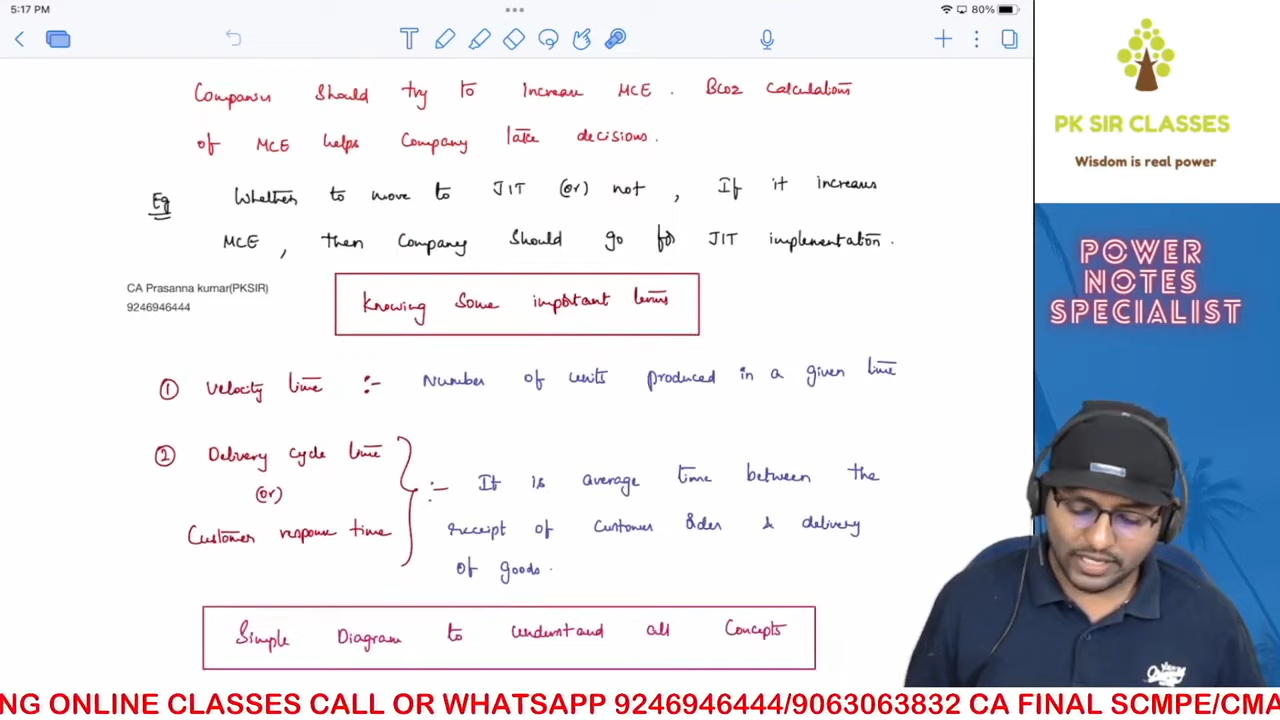 5:17 PM
80%
Companies Should try to Increase MCE. Bcoz Calculation
of MCE helps Company take decisions.
Eg Whether to move to JIT (or) not, If it increases
MCE, then Company Should go for JIT implementation.
CA Prasanna kumar(PKSIR)
9246946444
Knowing Some important terms
① Velocity time :- Number of units produced in a given time
② Delivery cycle time
(or)
Customer response time
:- It is average time between the
receipt of Customer Order & delivery
of goods.
Simple Diagram to understand all Concepts
PK SIR CLASSES
Wisdom is real power
POWER
NOTES
SPECIALIST
NG ONLINE CLASSES CALL OR WHATSAPP 9246946444/9063063832 CA FINAL SCMPE/CMA